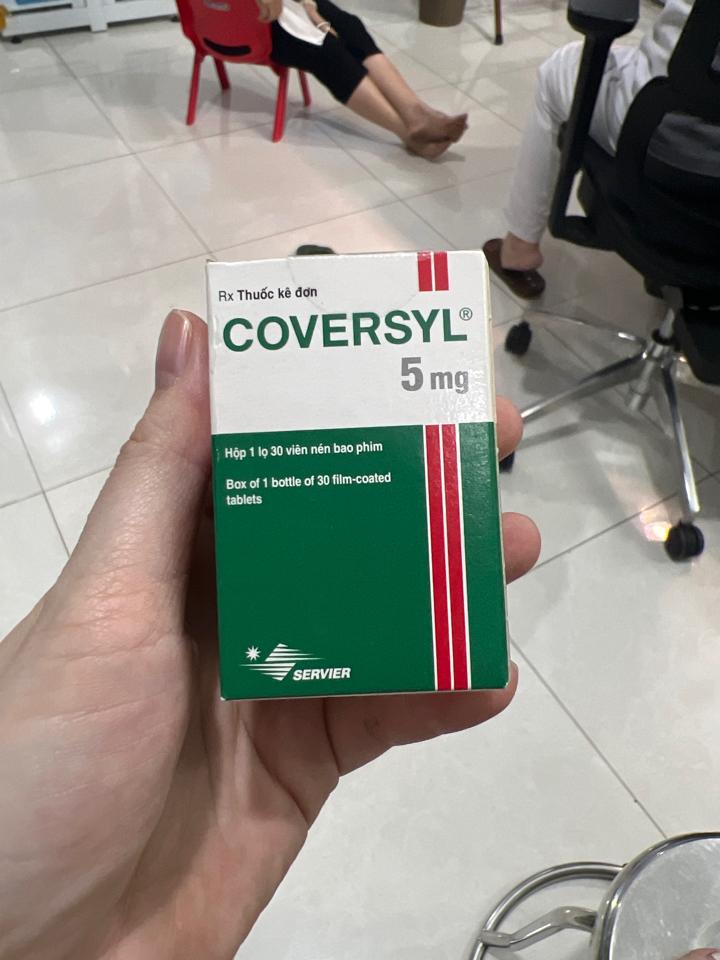 Rx Thuốc kê đơn
COVERSYL®
5 mg
Hộp 1 lọ 30 viên nén bao phim
Box of 1 bottle of 30 film-coated
tablets
SERVIER